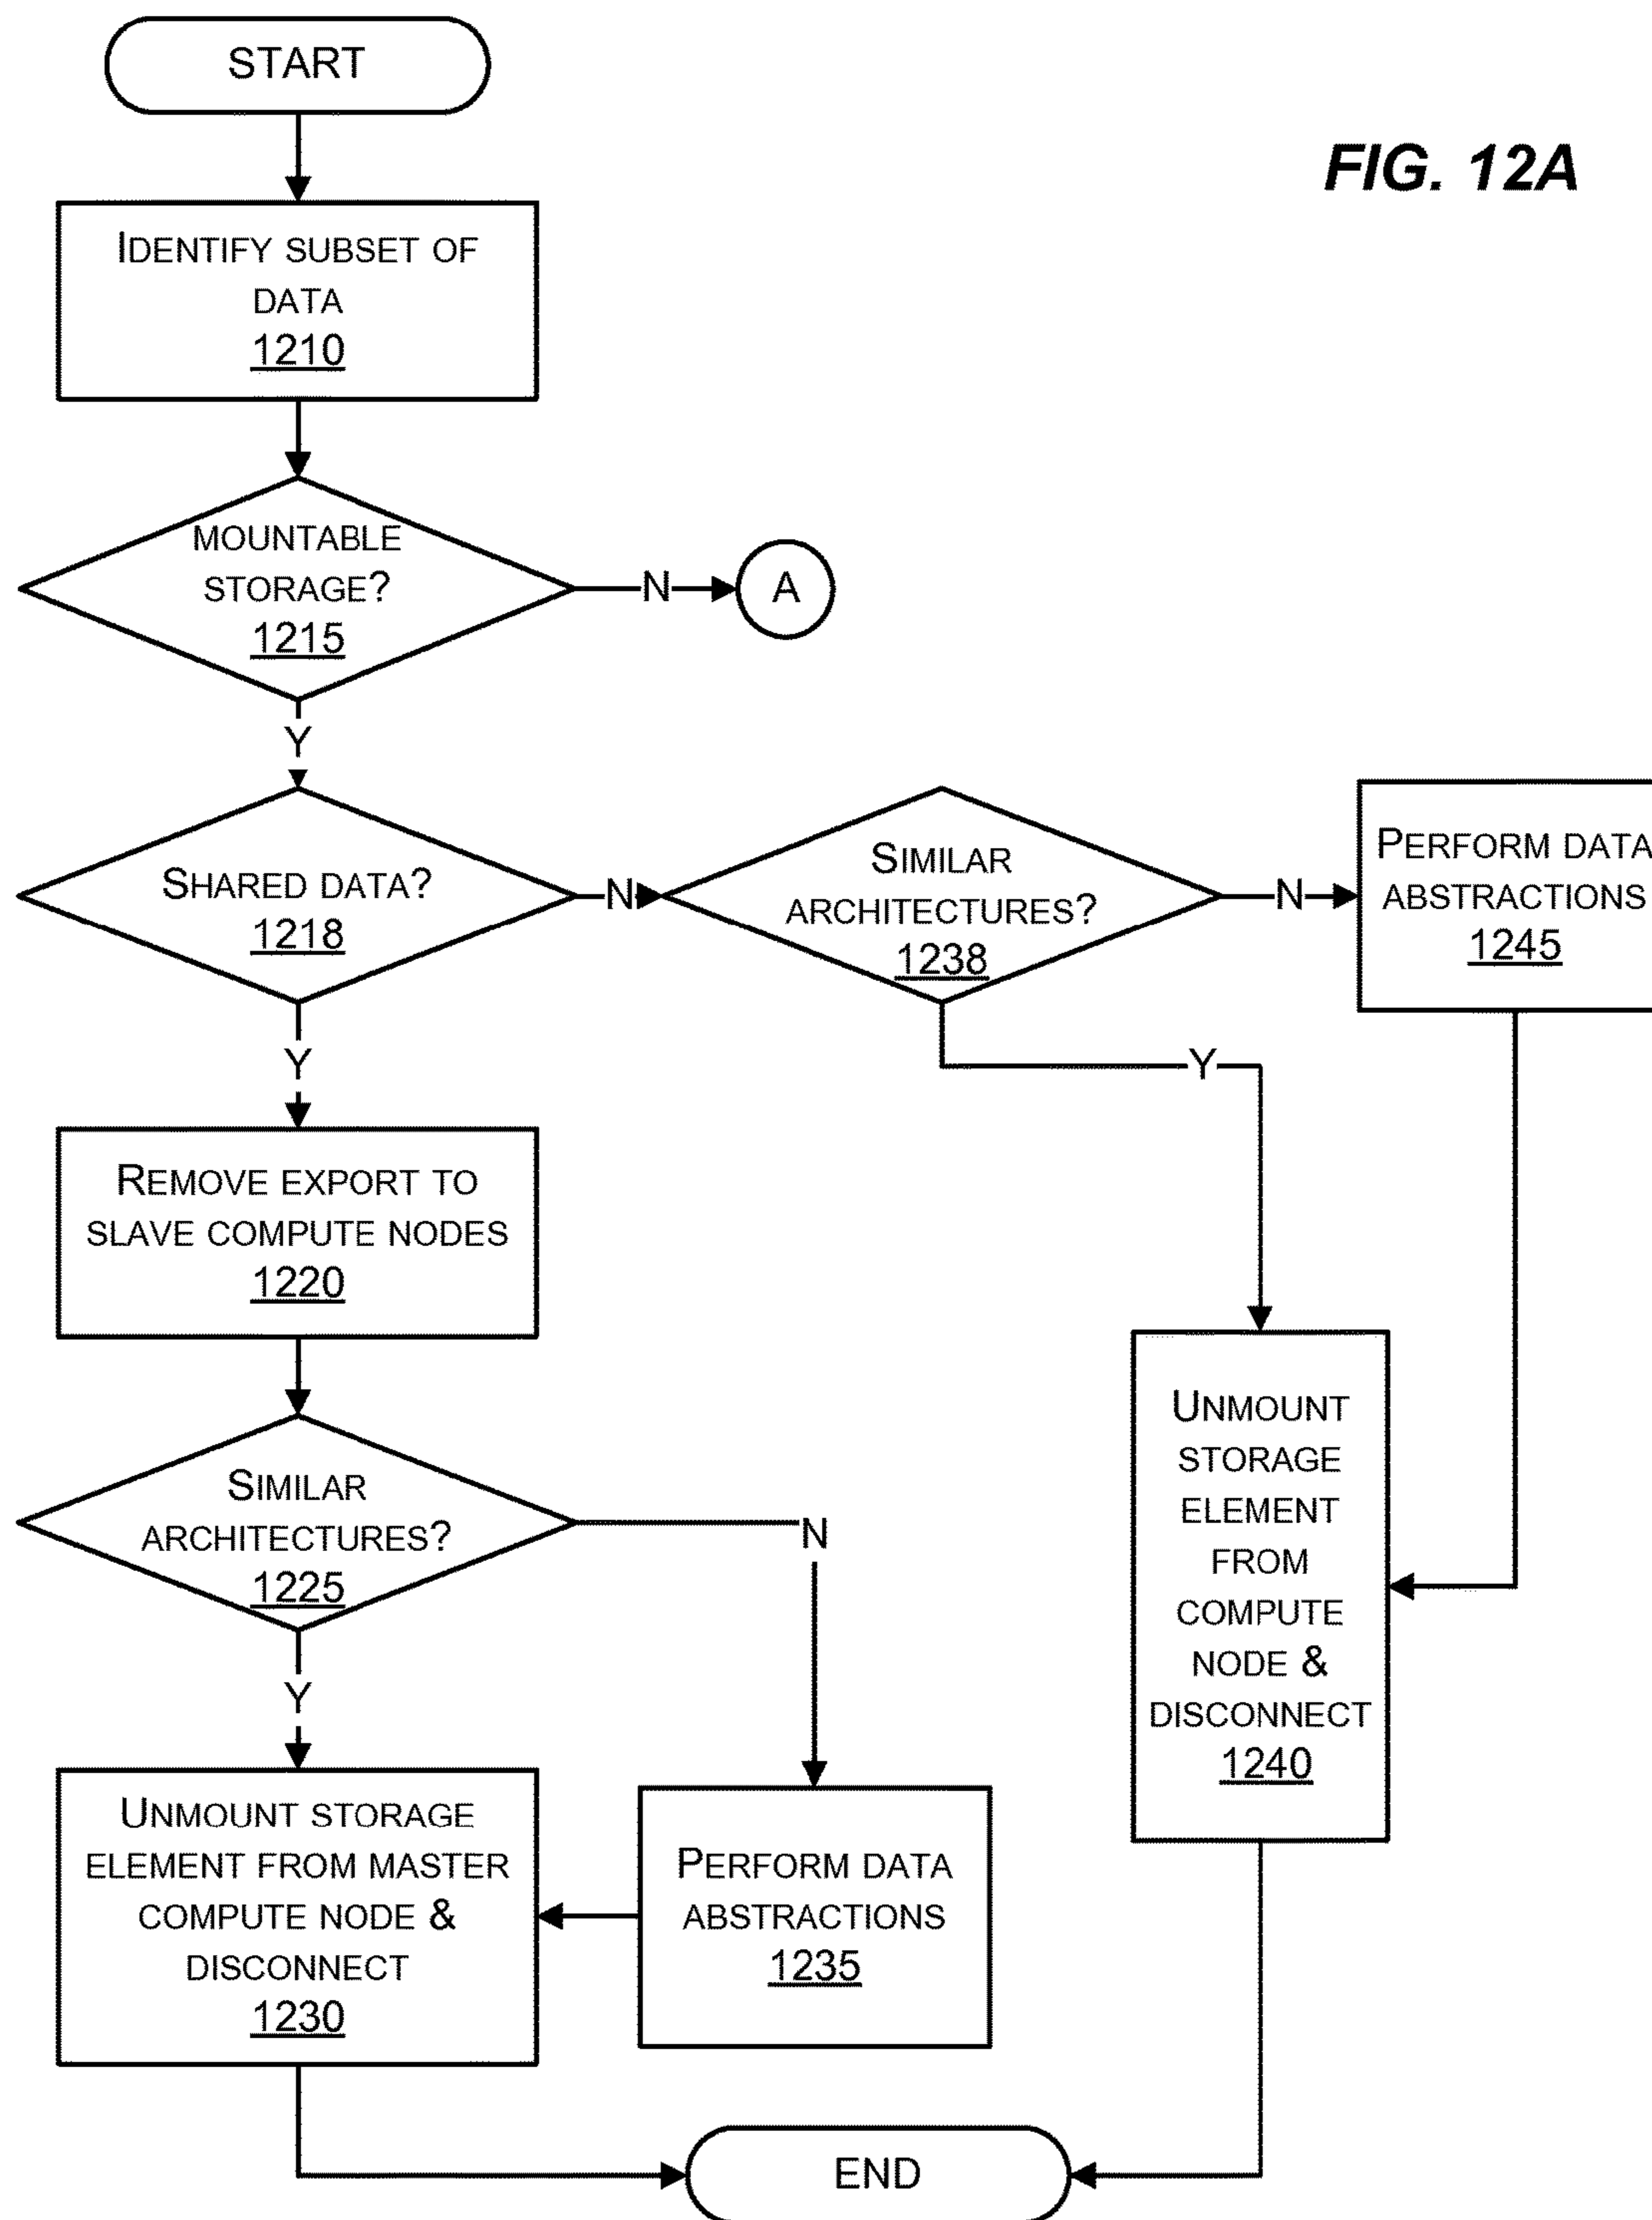 START
FIG. 12A
IDENTIFY SUBSET OF
DATA
1210
MOUNTABLE
STORAGE?
1215
N
A
Y
SHARED DATA?
1218
N
SIMILAR
ARCHITECTURES?
1238
N
PERFORM DATA
ABSTRACTIONS
1245
Y
Y
REMOVE EXPORT TO
SLAVE COMPUTE NODES
1220
SIMILAR
ARCHITECTURES?
1225
N
Y
UNMOUNT
STORAGE
ELEMENT
FROM
COMPUTE
NODE &
DISCONNECT
1240
UNMOUNT STORAGE
ELEMENT FROM MASTER
COMPUTE NODE &
DISCONNECT
1230
PERFORM DATA
ABSTRACTIONS
1235
END